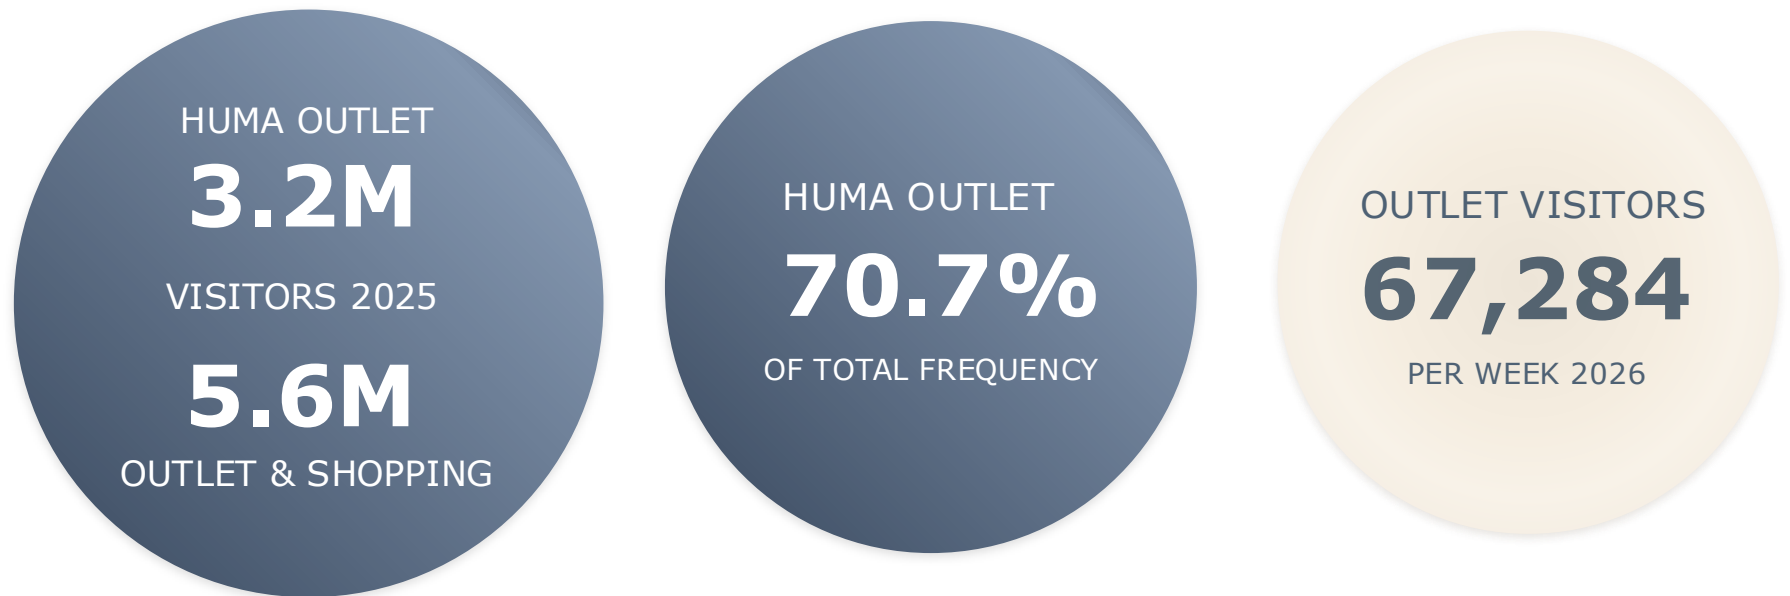 HUMA OUTLET
3.2M
VISITORS 2025
5.6M
OUTLET & SHOPPING
HUMA OUTLET
70.7%
OF TOTAL FREQUENCY
OUTLET VISITORS
67,284
PER WEEK 2026